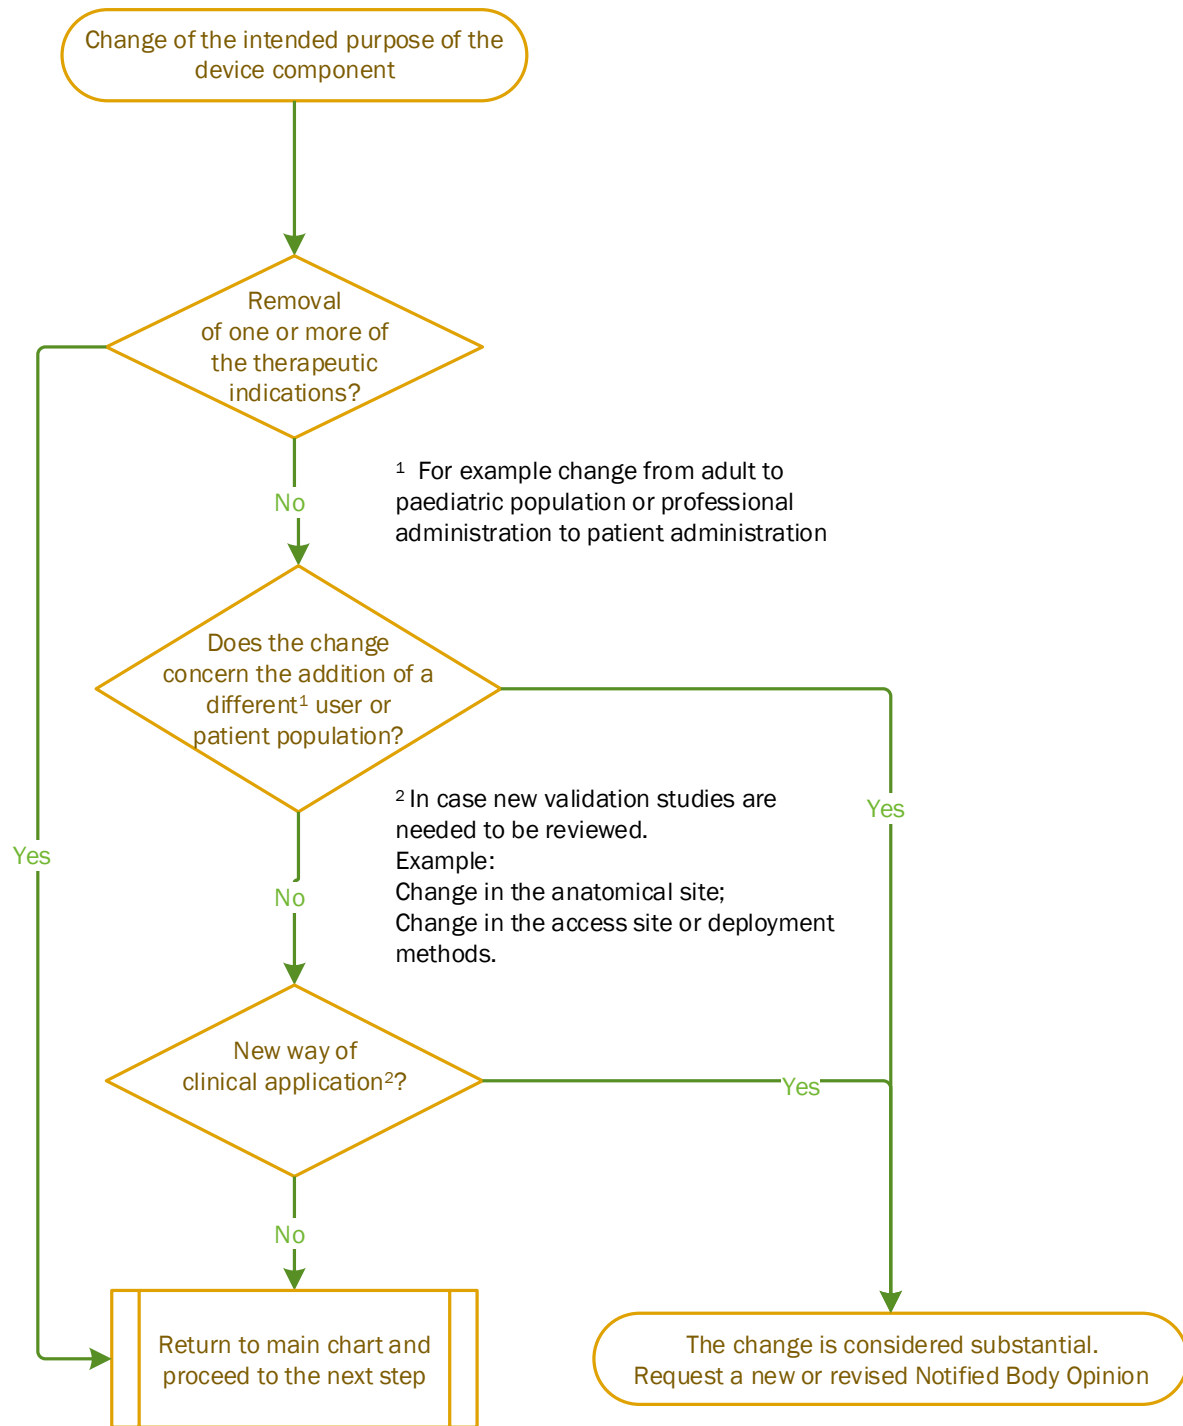 Change of the intended purpose of the
device component
Removal
of one or more of
the therapeutic
indications?
¹ For example change from adult to
paediatric population or professional
administration to patient administration
No
Does the change
concern the addition of a
different¹ user or
patient population?
² In case new validation studies are
needed to be reviewed.
Example:
Change in the anatomical site;
Change in the access site or deployment
methods.
Yes
Yes
No
New way of
clinical application²?
Yes
No
Return to main chart and
proceed to the next step
The change is considered substantial.
Request a new or revised Notified Body Opinion